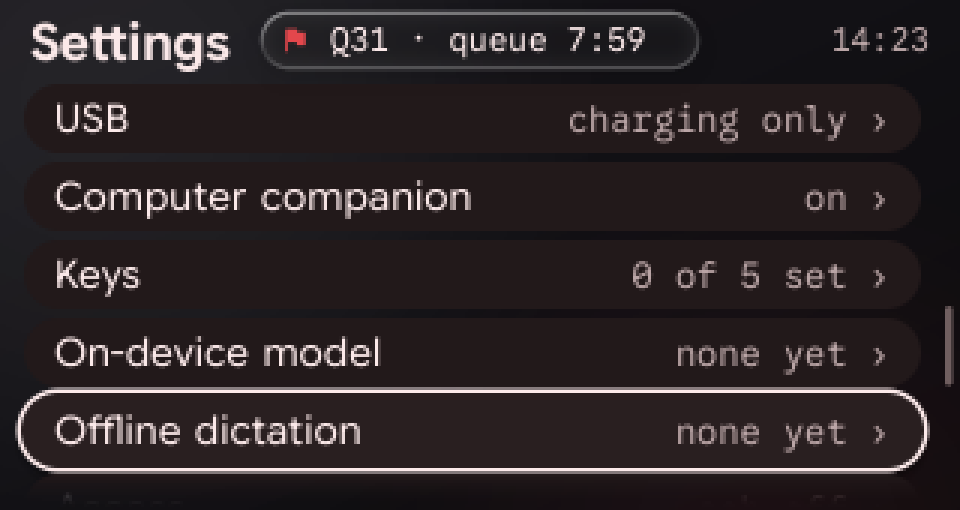 Settings
Q31 · queue 7:59
14:23
USB charging only ›
Computer companion on ›
Keys 0 of 5 set ›
On-device model none yet ›
Offline dictation none yet ›